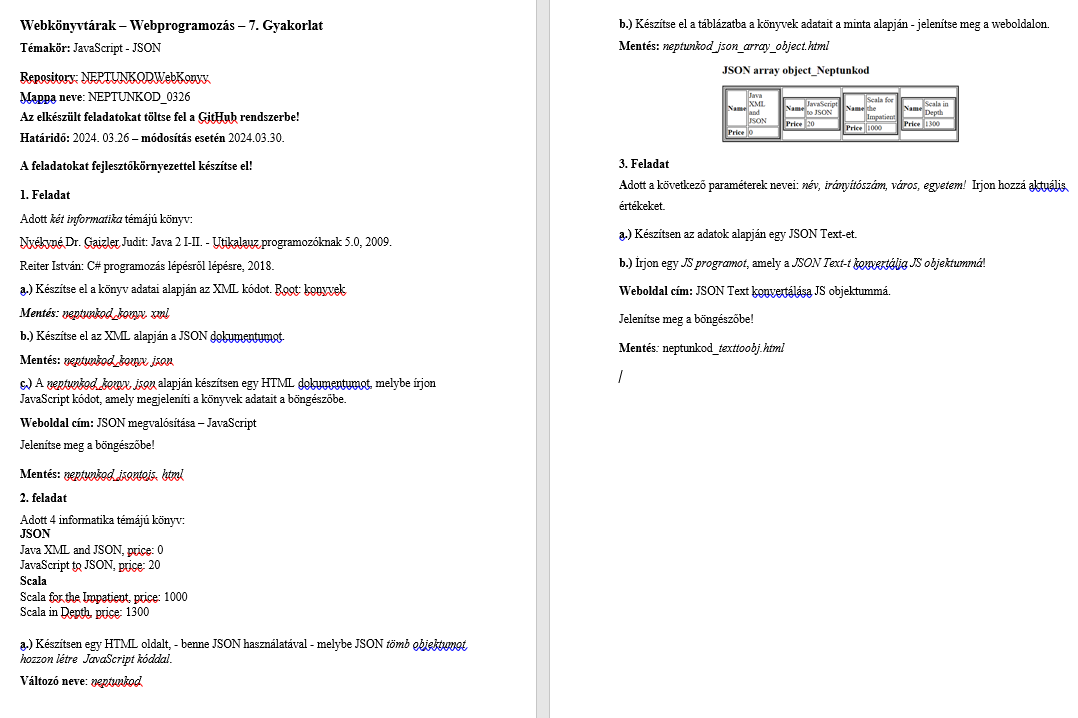 Webkönyvtárak – Webprogramozás – 7. Gyakorlat
Témakör: JavaScript - JSON
Repository: NEPTUNKODWebKonyv
Mappa neve: NEPTUNKOD_0326
Az elkészült feladatokat töltse fel a GitHub rendszerbe!
Határidő: 2024. 03.26 – módosítás esetén 2024.03.30.
A feladatokat fejlesztőkörnyezettel készítse el!
1. Feladat
Adott két informatika témájú könyv:
Nyékyné Dr. Gaizler Judit: Java 2 I-II. - Utikalauz programozóknak 5.0, 2009.
Reiter István: C# programozás lépésről lépésre, 2018.
a.) Készítse el a könyv adatai alapján az XML kódot. Root: konyvek
Mentés: neptunkod_konyv. xml
b.) Készítse el az XML alapján a JSON dokumentumot.
Mentés: neptunkod_konyv. json
c.) A neptunkod_konyv. json alapján készítsen egy HTML dokumentumot, melybe írjon
JavaScript kódot, amely megjeleníti a könyvek adatait a böngészőbe.
Weboldal cím: JSON megvalósítása – JavaScript
Jelenítse meg a böngészőbe!
Mentés: neptunkod_jsontojs. html
2. feladat
Adott 4 informatika témájú könyv:
JSON
Java XML and JSON, price: 0
JavaScript to JSON, price: 20
Scala
Scala for the Impatient, price: 1000
Scala in Depth, price: 1300
a.) Készítsen egy HTML oldalt, - benne JSON használatával - melybe JSON tömb objektumot
hozzon létre JavaScript kóddal.
Változó neve: neptunkod
b.) Készítse el a táblázatba a könyvek adatait a minta alapján - jelenítse meg a weboldalon.
Mentés: neptunkod_json_array_object.html
JSON array object_Neptunkod
Name Java XML and JSON
Price 0
Name JavaScript to JSON
Price 20
Name Scala for the Impatient
Price 1000
Name Scala in Depth
Price 1300
3. Feladat
Adott a következő paraméterek nevei: név, irányítószám, város, egyetem! Irjon hozzá aktuális
értékeket.
a.) Készítsen az adatok alapján egy JSON Text-et.
b.) Írjon egy JS programot, amely a JSON Text-t konvertálja JS objektummá!
Weboldal cím: JSON Text konvertálása JS objektummá.
Jelenítse meg a böngészőbe!
Mentés: neptunkod_texttoobj.html
/